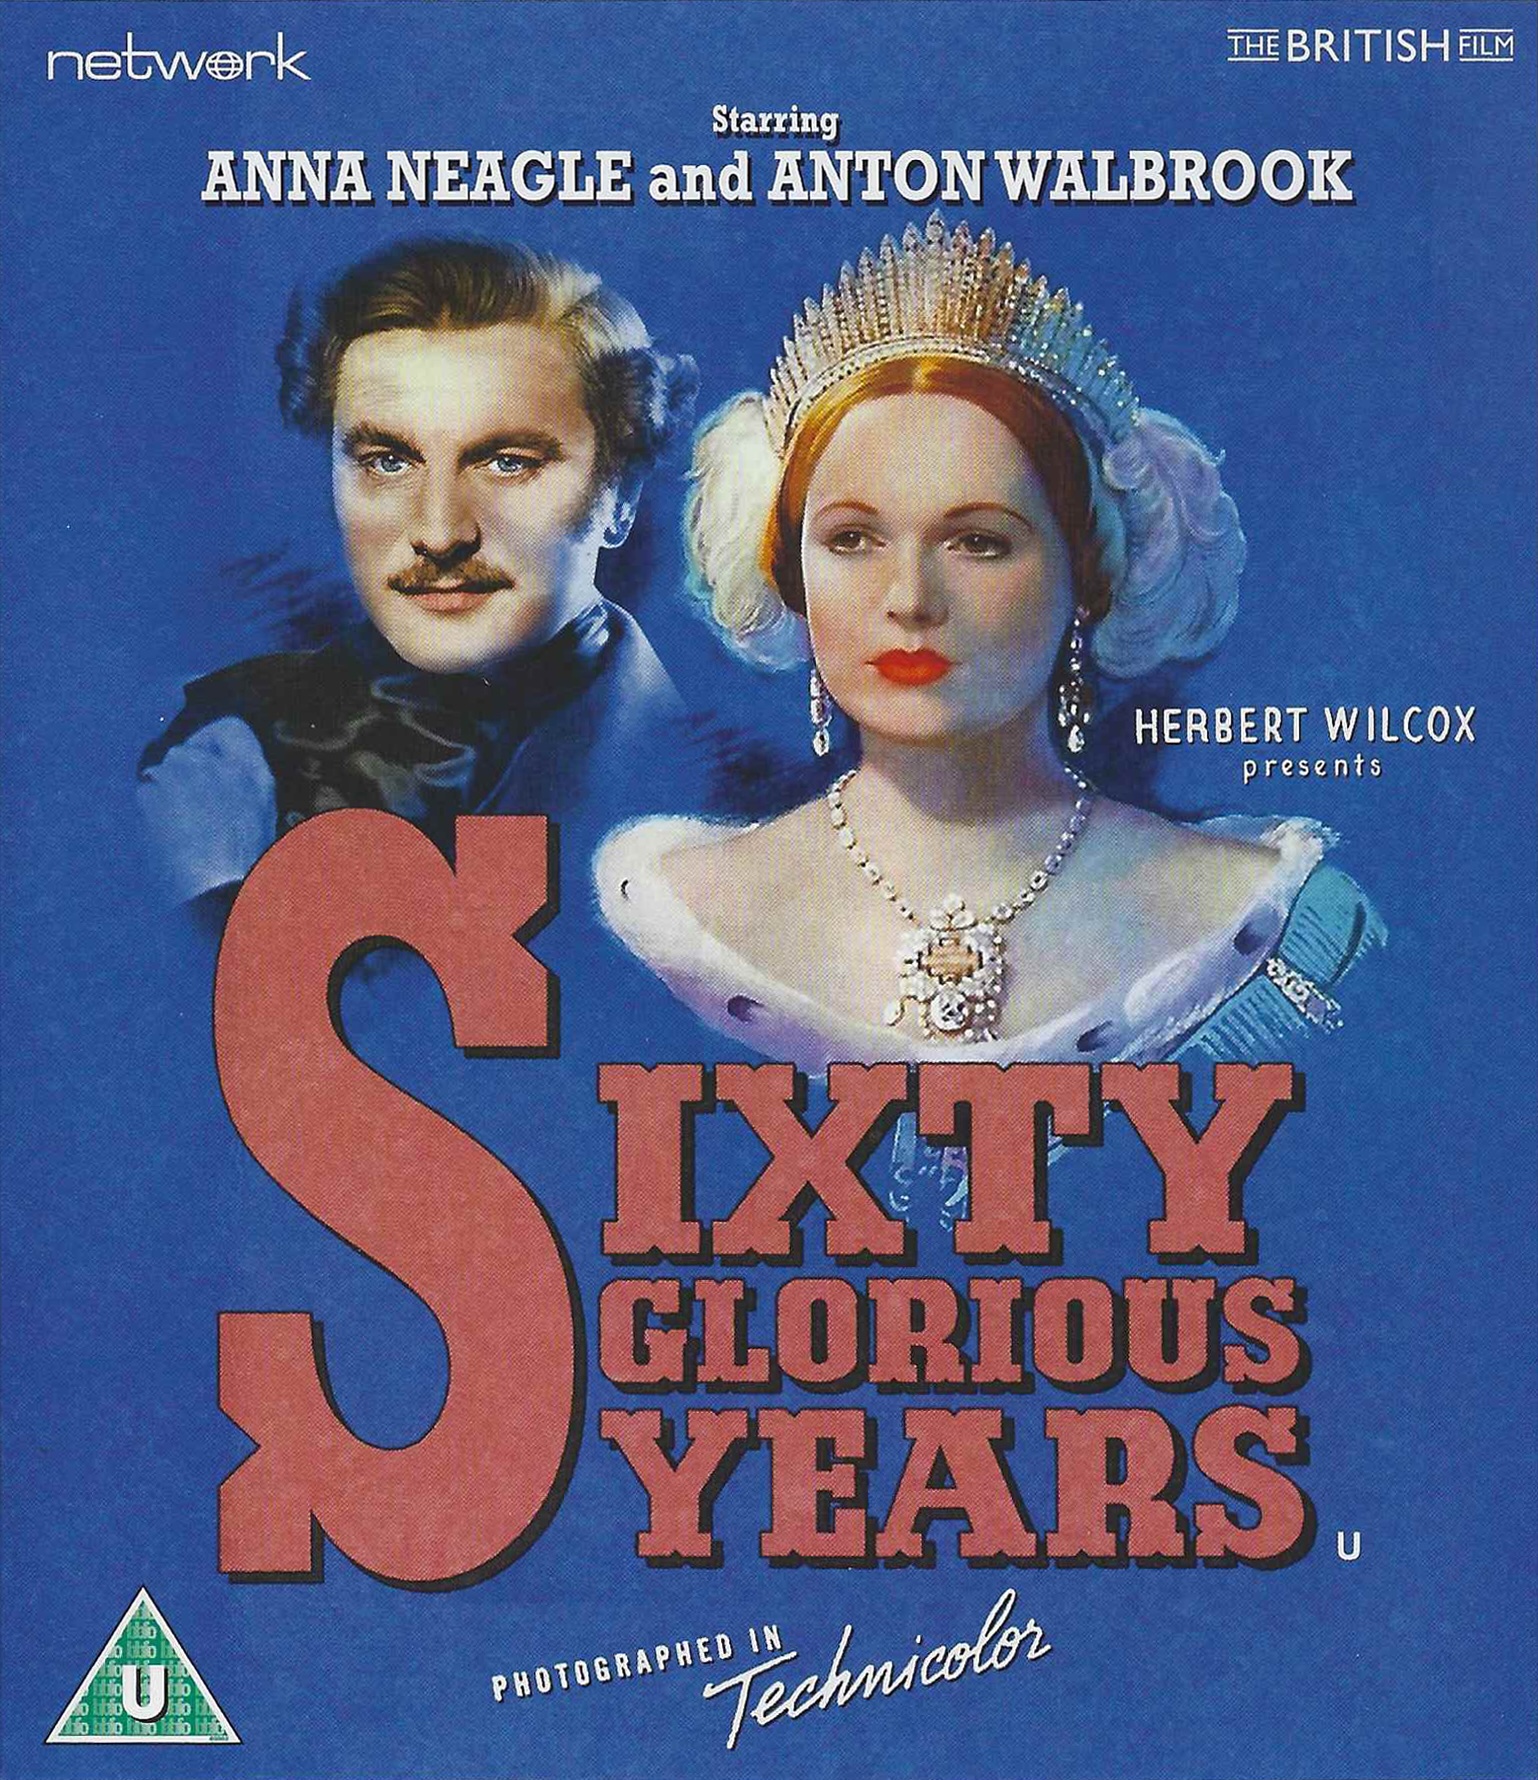 network
THE BRITISH FILM
Starring
ANNA NEAGLE and ANTON WALBROOK
HERBERT WILCOX
presents
SIXTY
GLORIOUS
YEARS
U
PHOTOGRAPHED IN
Technicolor
U